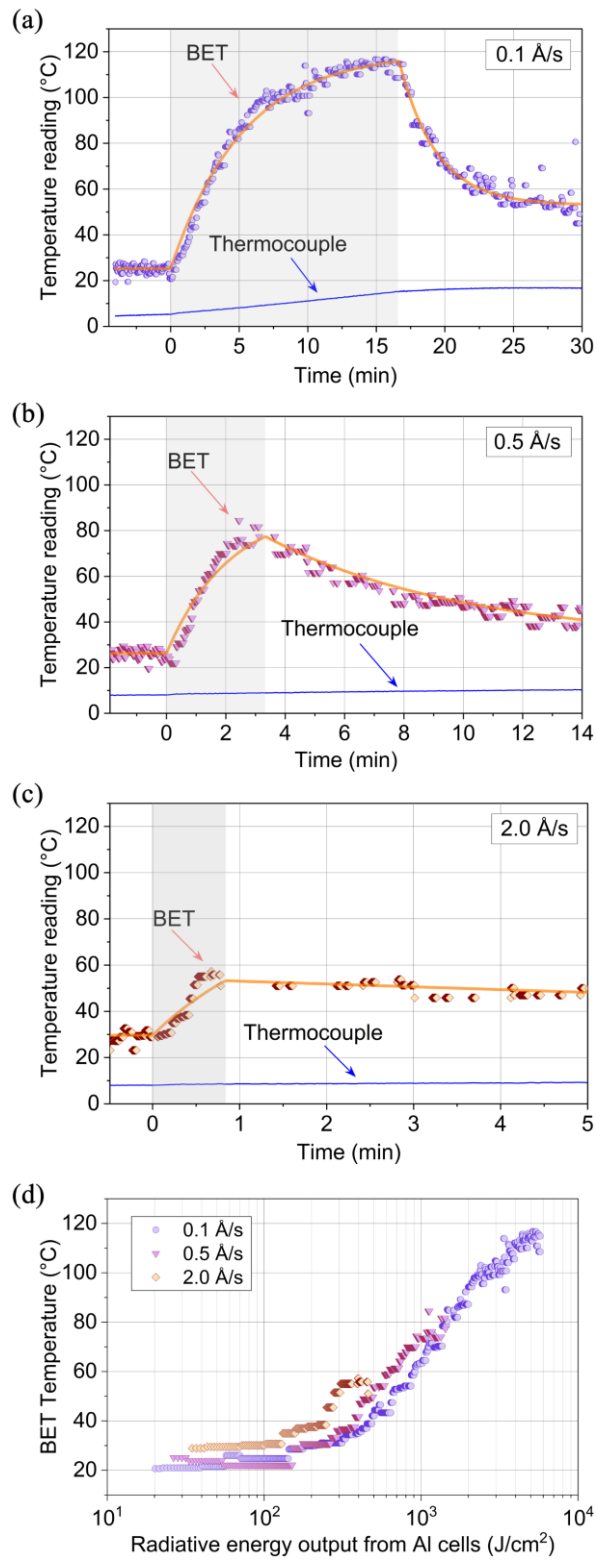 (a)
Temperature reading (°C)
120
100
80
60
40
20
0
BET
0.1 Å/s
Thermocouple
0 5 10 15 20 25 30
Time (min)
(b)
Temperature reading (°C)
120
100
80
60
40
20
0
BET
0.5 Å/s
Thermocouple
0 2 4 6 8 10 12 14
Time (min)
(c)
Temperature reading (°C)
120
100
80
60
40
20
0
BET
2.0 Å/s
Thermocouple
0 1 2 3 4 5
Time (min)
(d)
BET Temperature (°C)
120
100
80
60
40
20
0.1 Å/s
0.5 Å/s
2.0 Å/s
10¹ 10² 10³ 10⁴
Radiative energy output from Al cells (J/cm²)